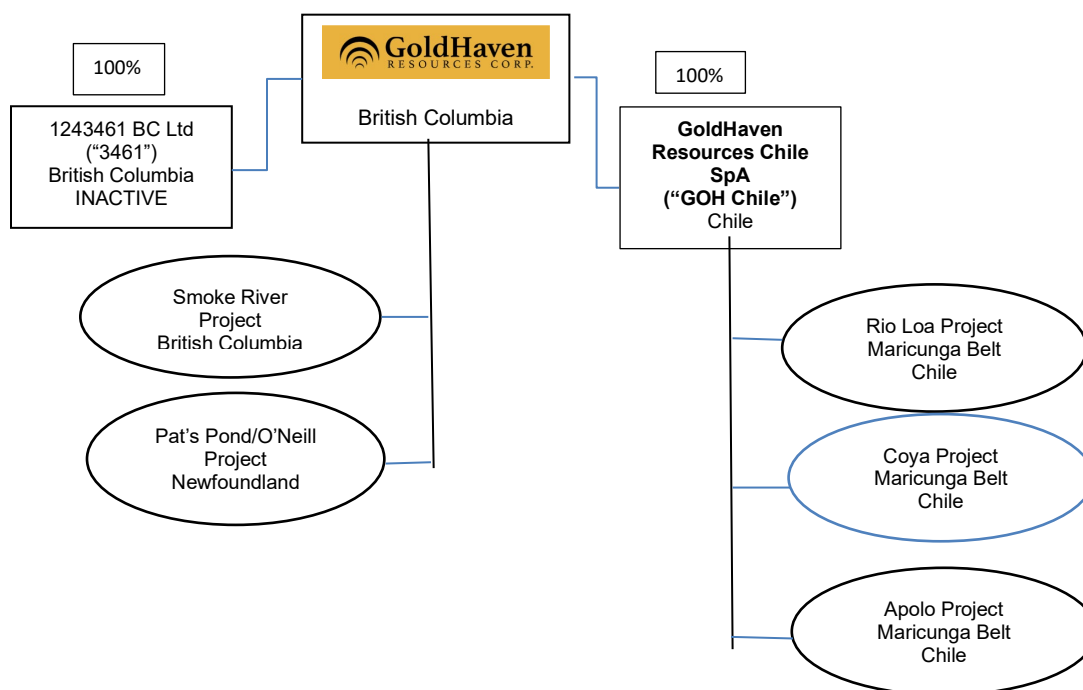 100%
GoldHaven
RESOURCES CORP.
British Columbia
100%
1243461 BC Ltd
(“3461”)
British Columbia
INACTIVE
GoldHaven
Resources Chile
SpA
(“GOH Chile”)
Chile
Smoke River
Project
British Columbia
Pat’s Pond/O’Neill
Project
Newfoundland
Rio Loa Project
Maricunga Belt
Chile
Coya Project
Maricunga Belt
Chile
Apolo Project
Maricunga Belt
Chile